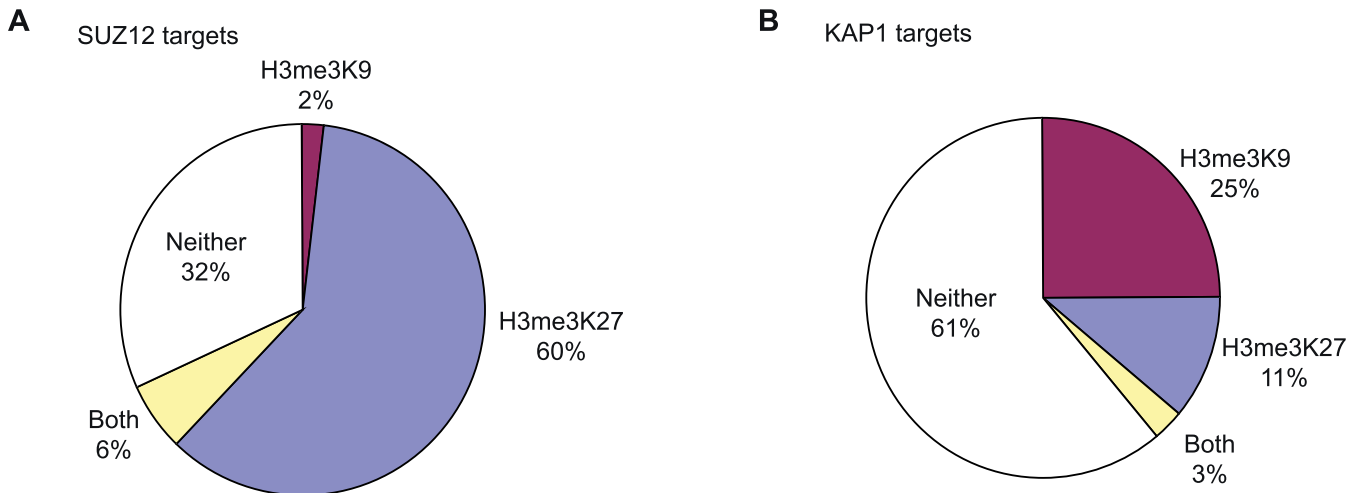 A
SUZ12 targets
H3me3K9
2%
Neither
32%
H3me3K27
60%
Both
6%
B
KAP1 targets
H3me3K9
25%
Neither
61%
H3me3K27
11%
Both
3%